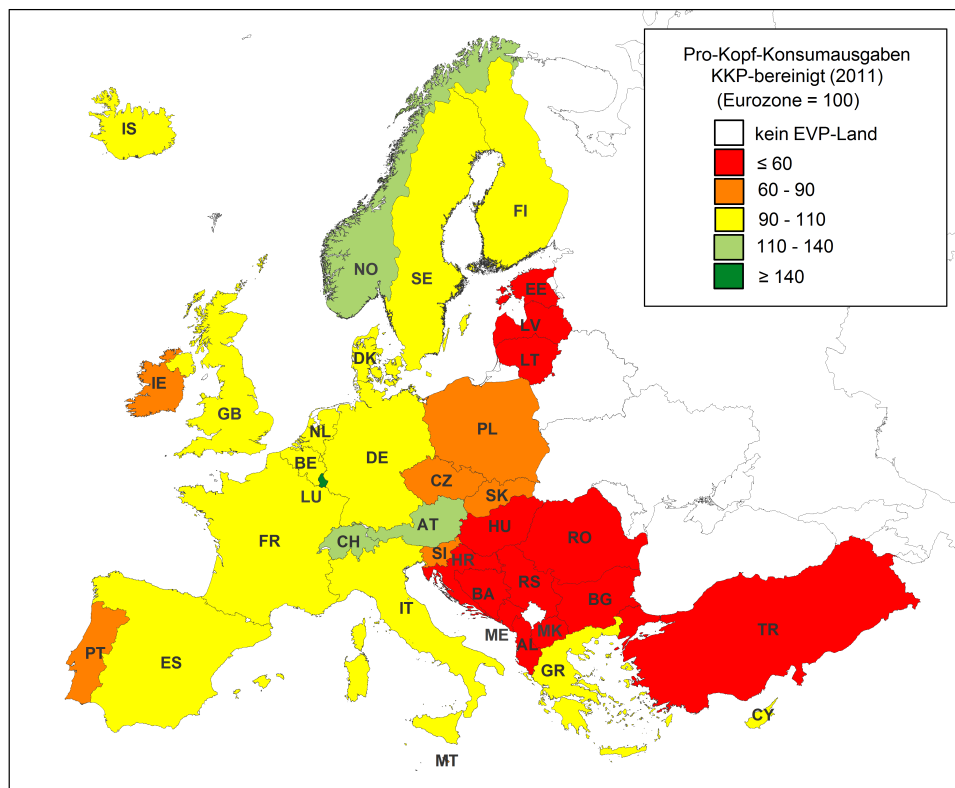 Pro-Kopf-Konsumausgaben
KKP-bereinigt (2011)
(Eurozone = 100)
kein EVP-Land
≤ 60
60 - 90
90 - 110
110 - 140
≥ 140
IS
FI
NO
SE
EE
LV
LT
DK
IE
GB
NL
PL
BE
DE
CZ
LU
SK
AT
HU
FR
CH
RO
SI
HR
RS
BA
BG
IT
ME
MK
TR
AL
PT
ES
GR
CY
MT